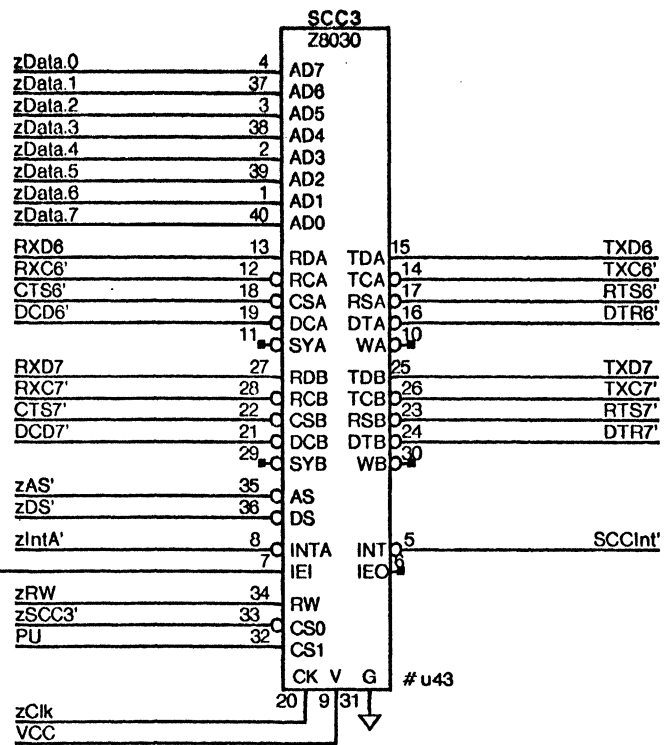 SCC3
Z8030
zData.0 4 AD7
zData.1 37 AD6
zData.2 3 AD5
zData.3 38 AD4
zData.4 2 AD3
zData.5 39 AD2
zData.6 1 AD1
zData.7 40 AD0
RXD6 13 RDA TDA 15 TXD6
RXC6' 12 RCA TCA 14 TXC6'
CTS6' 18 CSA RSA 17 RTS6'
DCD6' 19 DCA DTA 16 DTR6'
11 SYA WA 10
RXD7 27 RDB TDB 25 TXD7
RXC7' 28 RCB TCB 26 TXC7'
CTS7' 22 CSB RSB 23 RTS7'
DCD7' 21 DCB DTB 24 DTR7'
29 SYB WB 30
zAS' 35 AS
zDS' 36 DS
zIntA' 8 INTA INT 5 SCCInt'
7 IEI IEO 6
zRW 34 RW
zSCC3' 33 CS0
PU 32 CS1
CK V G # u43
20 9 31
zClk
VCC